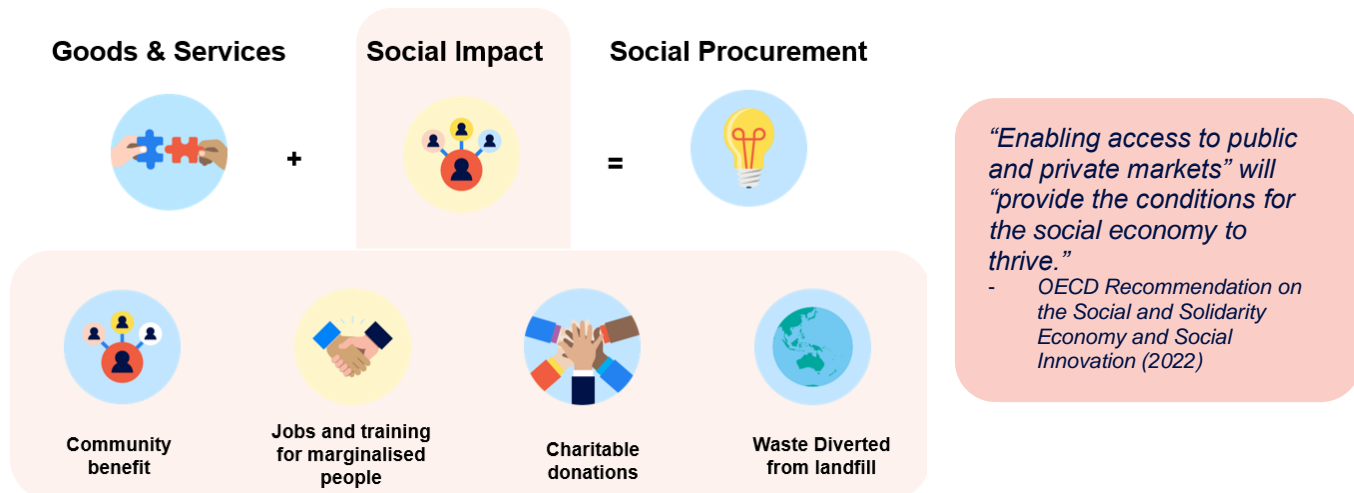 Goods & Services
Social Impact
Social Procurement
+
=
Community
benefit
Jobs and training
for marginalised
people
Charitable
donations
Waste Diverted
from landfill
“Enabling access to public
and private markets” will
“provide the conditions for
the social economy to
thrive.”
- OECD Recommendation on
the Social and Solidarity
Economy and Social
Innovation (2022)